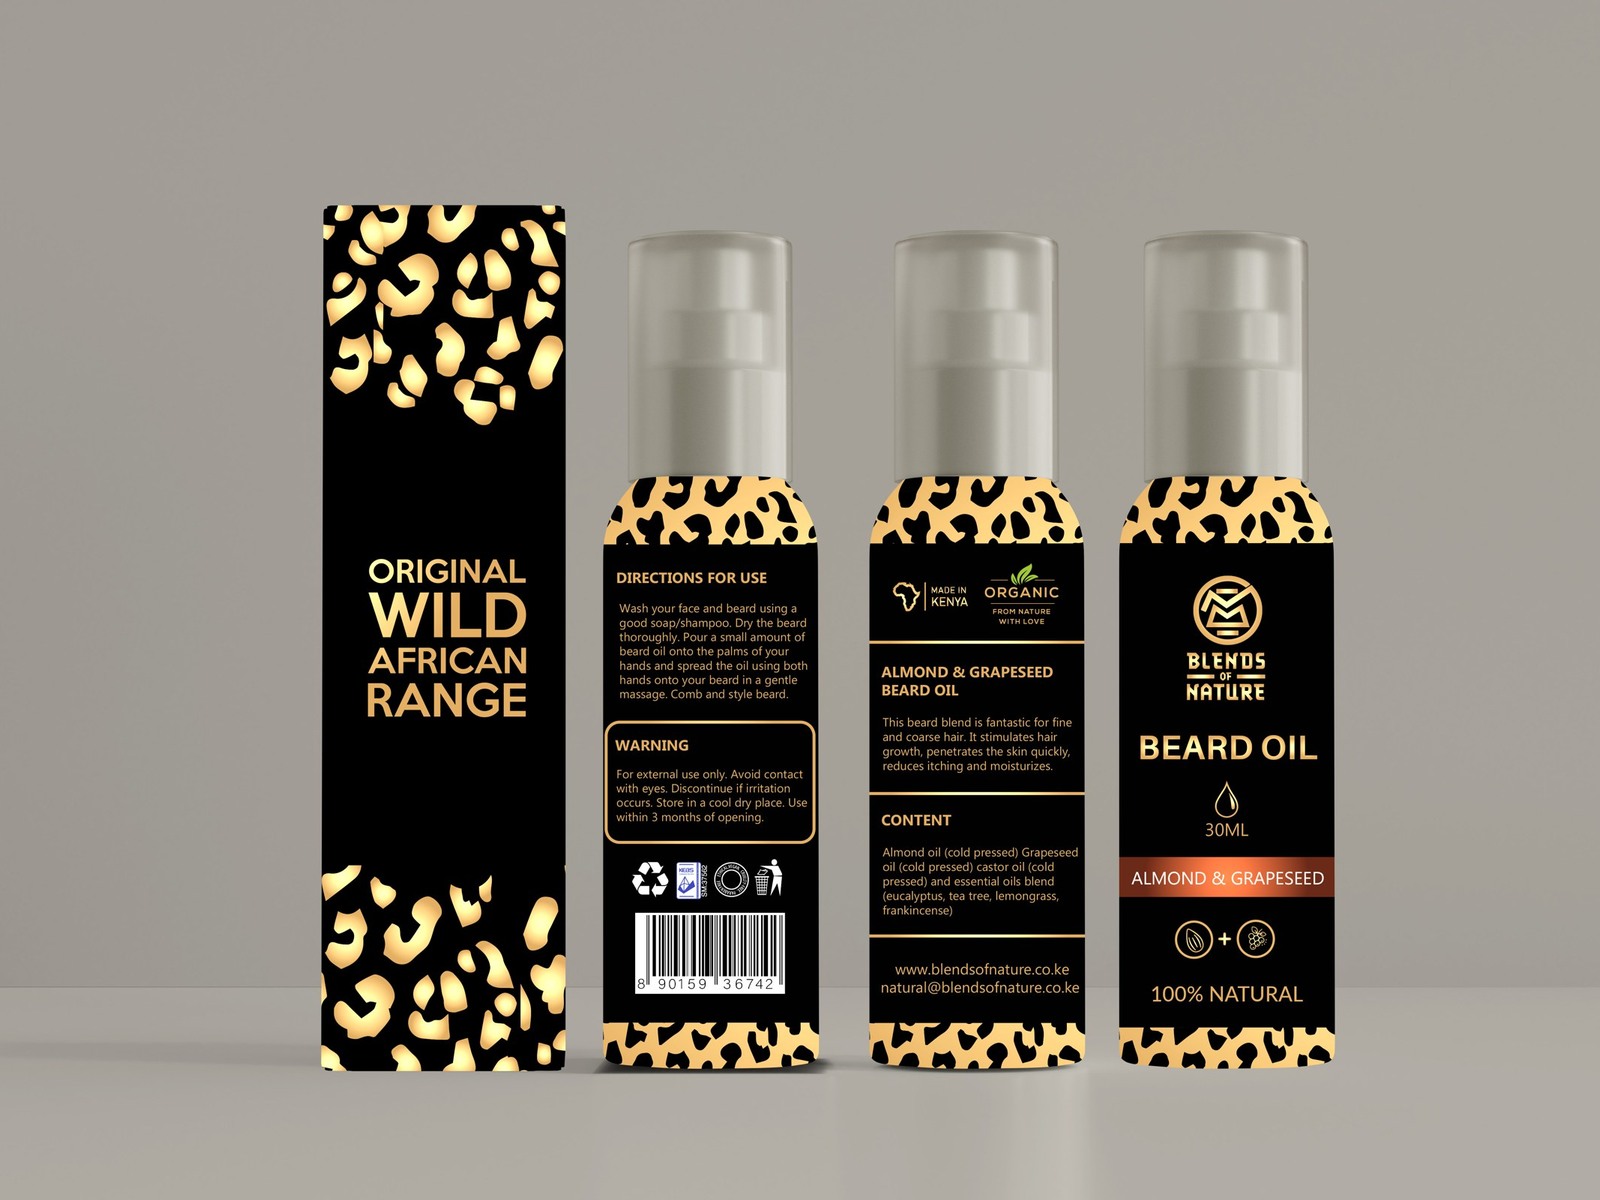 ORIGINAL
WILD
AFRICAN
RANGE
DIRECTIONS FOR USE
Wash your face and beard using a
good soap/shampoo. Dry the beard
thoroughly. Pour a small amount of
beard oil onto the palms of your
hands and spread the oil using both
hands onto your beard in a gentle
massage. Comb and style beard.
WARNING
For external use only. Avoid contact
with eyes. Discontinue if irritation
occurs. Store in a cool dry place. Use
within 3 months of opening.
SM:37562
8 90159 36742
MADE IN
KENYA
ORGANIC
FROM NATURE
WITH LOVE
ALMOND & GRAPESEED
BEARD OIL
This beard blend is fantastic for fine
and coarse hair. It stimulates hair
growth, penetrates the skin quickly,
reduces itching and moisturizes.
CONTENT
Almond oil (cold pressed) Grapeseed
oil (cold pressed) castor oil (cold
pressed) and essential oils blend
(eucalyptus, tea tree, lemongrass,
frankincense)
www.blendsofnature.co.ke
natural@blendsofnature.co.ke
BLENDS
OF
NATURE
BEARD OIL
30ML
ALMOND & GRAPESEED
+
100% NATURAL